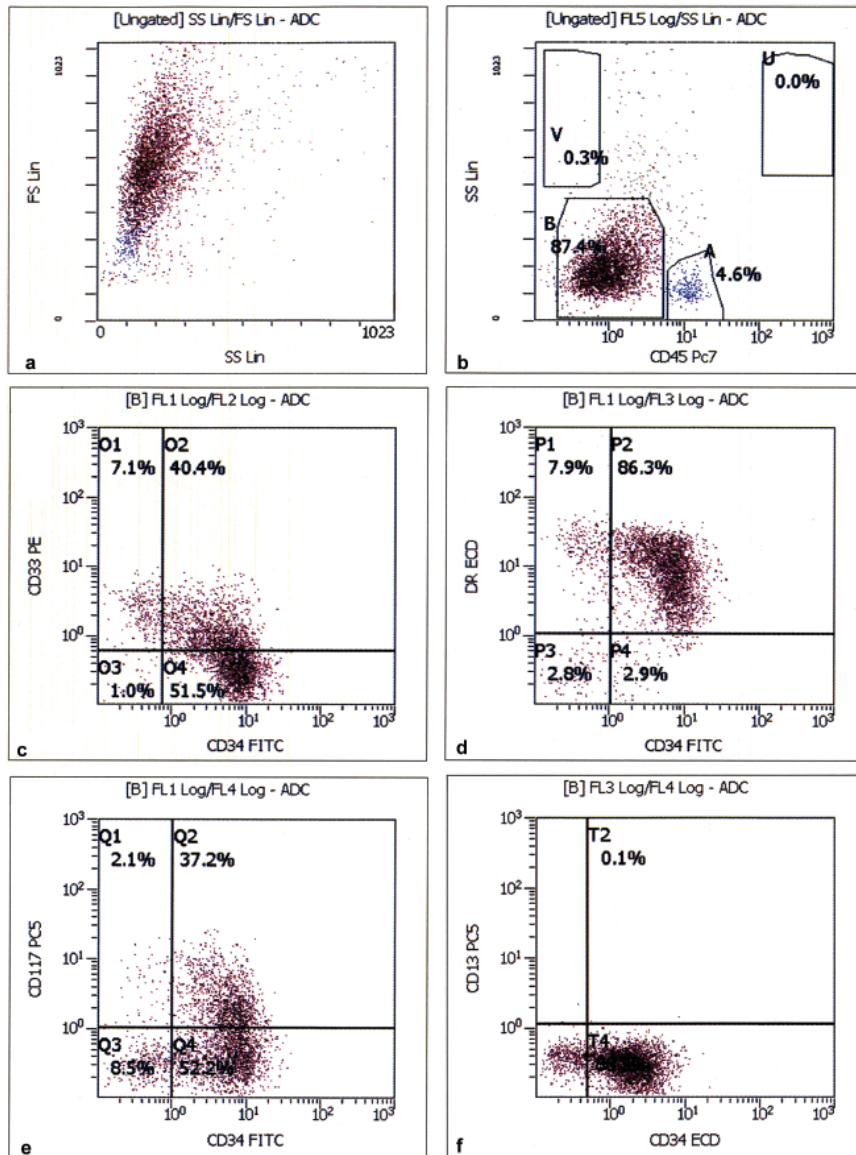 [Ungated] SS Lin/FS Lin - ADC
1023
FS Lin
0
0 1023
SS Lin
a
[Ungated] FL5 Log/SS Lin - ADC
1023
SS Lin
0
U
0.0%
V
0.3%
B
87.4%
A
4.6%
10⁰ 10¹ 10² 10³
CD45 Pc7
b
[B] FL1 Log/FL2 Log - ADC
10³
10²
10¹
10⁰
CD33 PE
O1 O2
7.1% 40.4%
O3 O4
1.0% 51.5%
10⁰ 10¹ 10² 10³
CD34 FITC
c
[B] FL1 Log/FL3 Log - ADC
10³
10²
10¹
10⁰
DR ECD
P1 P2
7.9% 86.3%
P3 P4
2.8% 2.9%
10⁰ 10¹ 10² 10³
CD34 FITC
d
[B] FL1 Log/FL4 Log - ADC
10³
10²
10¹
10⁰
CD117 PC5
Q1 Q2
2.1% 37.2%
Q3 Q4
8.5% 52.2%
10⁰ 10¹ 10² 10³
CD34 FITC
e
[B] FL3 Log/FL4 Log - ADC
10³
10²
10¹
10⁰
CD13 PC5
T2
0.1%
T4
10⁰ 10¹ 10² 10³
CD34 ECD
f